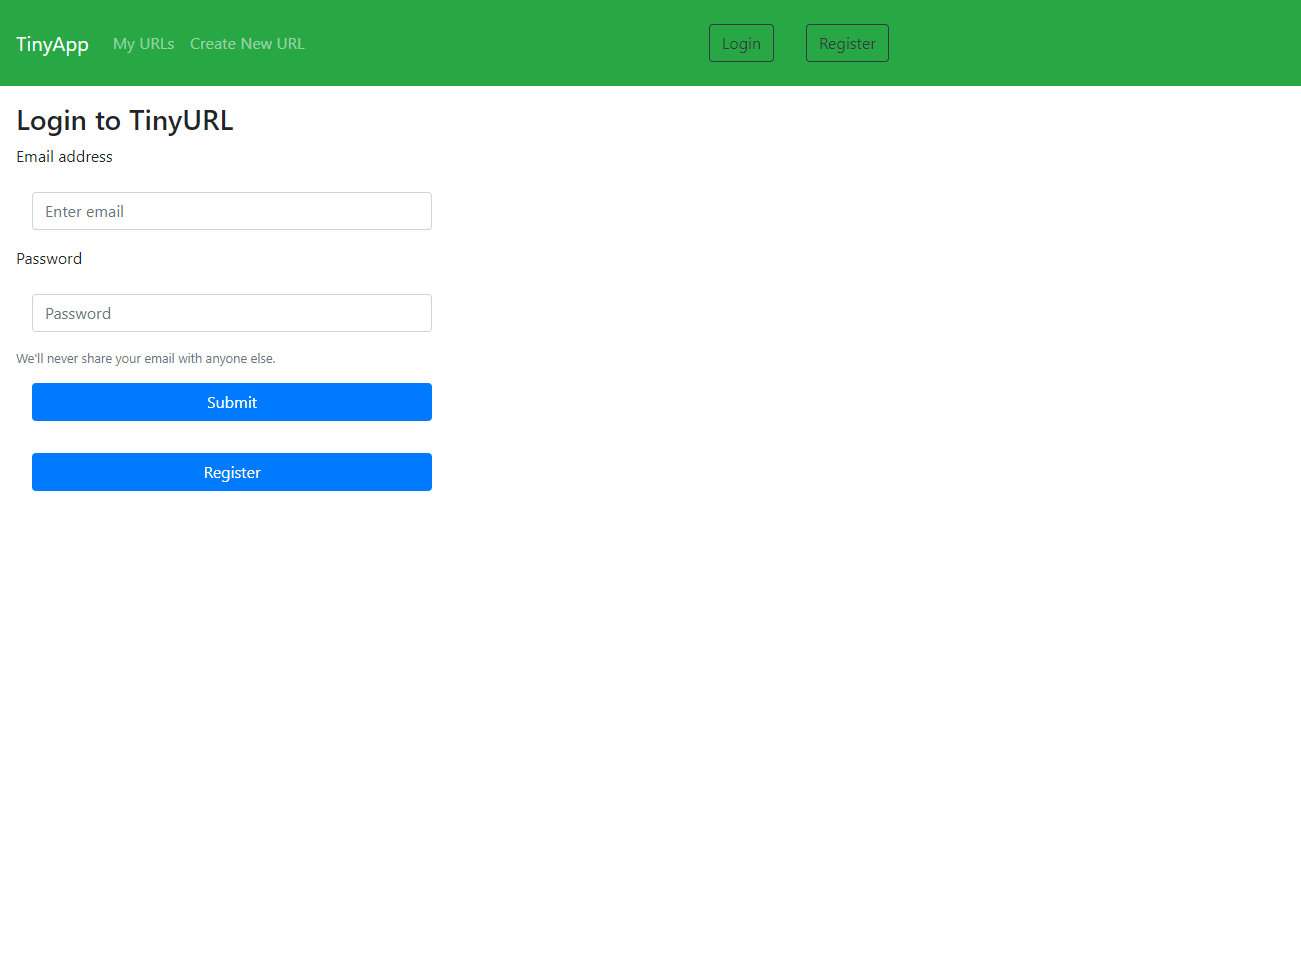 TinyApp My URLs Create New URL Login Register
Login to TinyURL
Email address
Enter email
Password
Password
We'll never share your email with anyone else.
Submit
Register